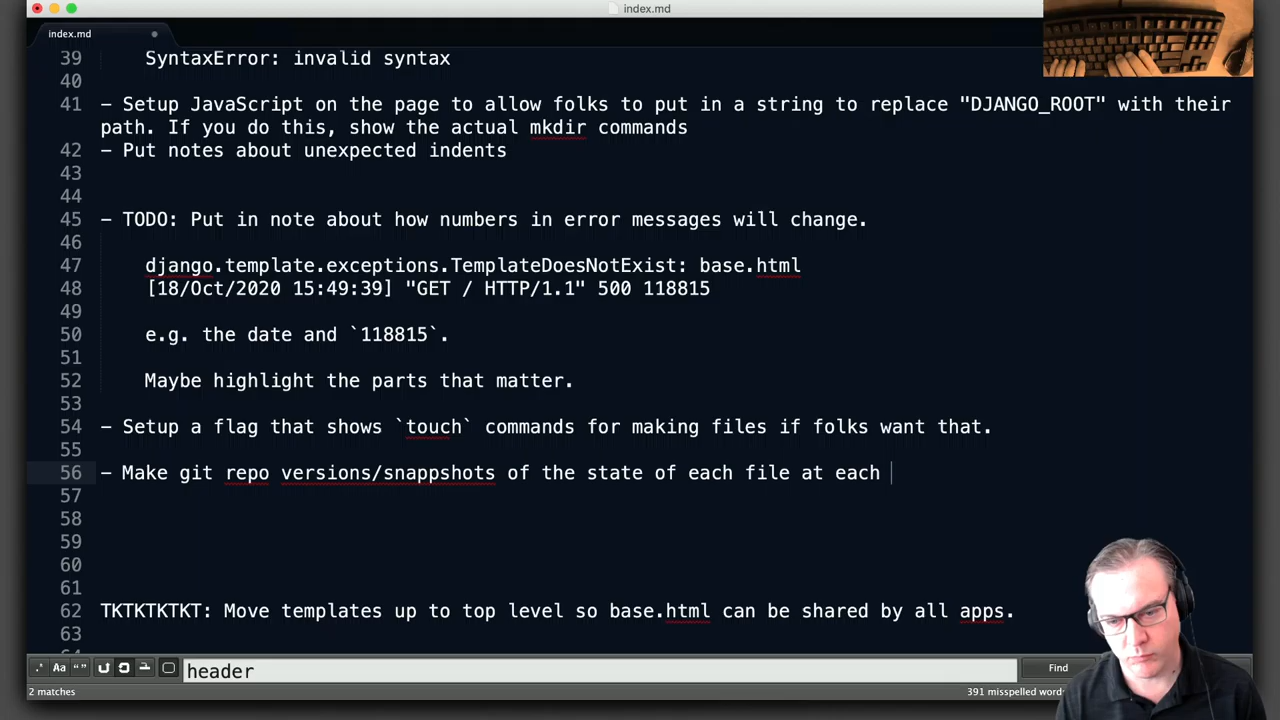 index.md
index.md
39 SyntaxError: invalid syntax
40
41 - Setup JavaScript on the page to allow folks to put in a string to replace "DJANGO_ROOT" with their
path. If you do this, show the actual mkdir commands
42 - Put notes about unexpected indents
43
44
45 - TODO: Put in note about how numbers in error messages will change.
46
47 django.template.exceptions.TemplateDoesNotExist: base.html
48 [18/Oct/2020 15:49:39] "GET / HTTP/1.1" 500 118815
49
50 e.g. the date and `118815`.
51
52 Maybe highlight the parts that matter.
53
54 - Setup a flag that shows `touch` commands for making files if folks want that.
55
56 - Make git repo versions/snappshots of the state of each file at each
57
58
59
60
61
62 TKTKTKTKT: Move templates up to top level so base.html can be shared by all apps.
63
.* Aa “ ” header Find
2 matches 391 misspelled